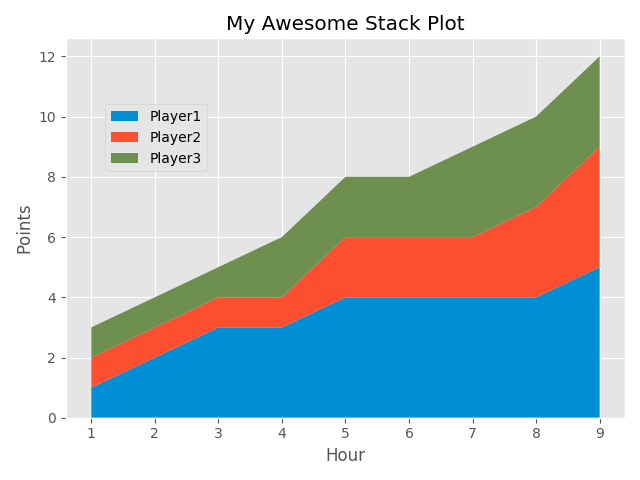 My Awesome Stack Plot
12
10
8
6
4
2
0
Points
Player1
Player2
Player3
1 2 3 4 5 6 7 8 9
Hour